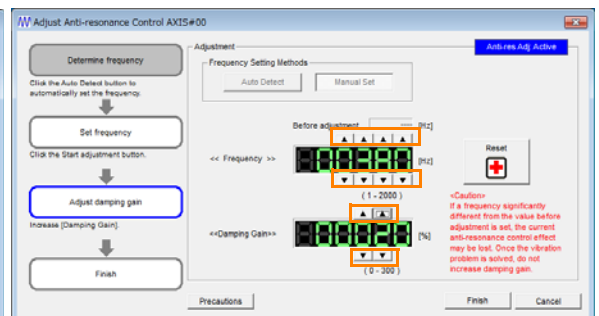 Adjust Anti-resonance Control AXIS#00
Determine frequency
Click the Auto Detect button to
automatically set the frequency.
Set frequency
Click the Start adjustment button.
Adjust damping gain
Increase [Damping Gain].
Finish
Adjustment
Anti-res Adj Active
Frequency Setting Methods
Auto Detect
Manual Set
Before adjustment
--- [Hz]
<< Frequency >>
00380
[Hz]
( 1 - 2000 )
<<Damping Gain>>
00020
[%]
( 0 - 300 )
Reset
<Caution>
If a frequency significantly
different from the value before
adjustment is set, the current
anti-resonance control effect
may be lost. Once the vibration
problem is solved, do not
increase damping gain.
Precautions
Finish
Cancel